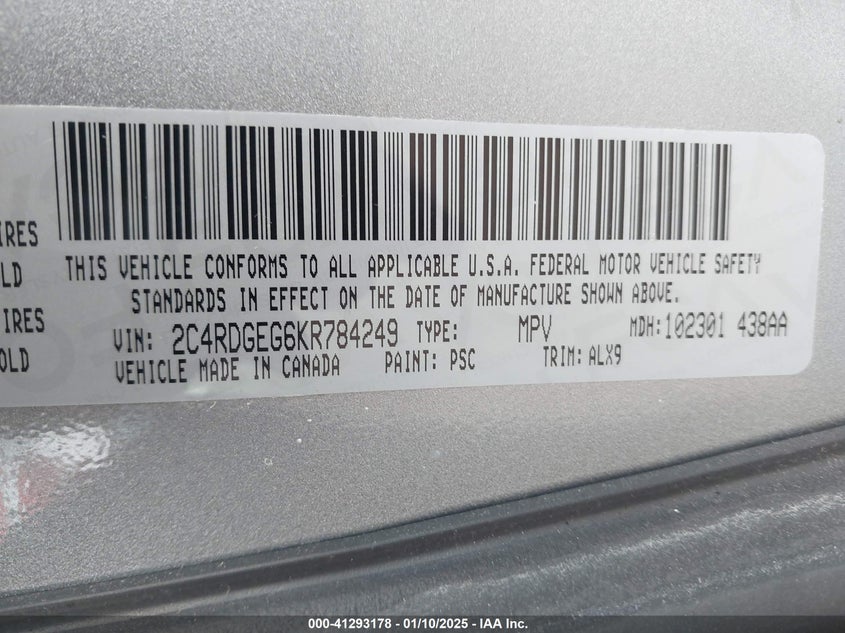 IRES
OLD
IRES
OLD
THIS VEHICLE CONFORMS TO ALL APPLICABLE U.S.A. FEDERAL MOTOR VEHICLE SAFETY
STANDARDS IN EFFECT ON THE DATE OF MANUFACTURE SHOWN ABOVE.
VIN: 2C4RDGEG6KR784249 TYPE: MPV MDH: 102301 438AA
VEHICLE MADE IN CANADA PAINT: PSC TRIM: ALX9
000-41293178 - 01/10/2025 - IAA Inc.